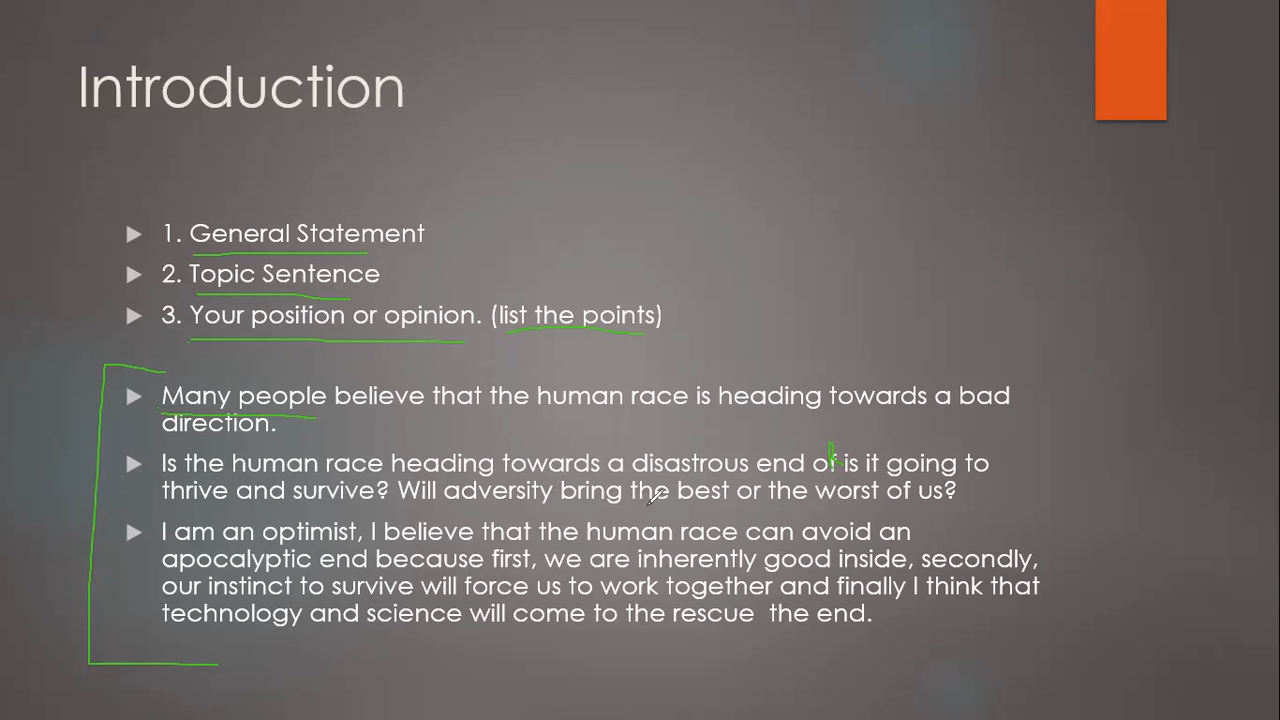 Introduction
1. General Statement
2. Topic Sentence
3. Your position or opinion. (list the points)
Many people believe that the human race is heading towards a bad
direction.
Is the human race heading towards a disastrous end of is it going to
thrive and survive? Will adversity bring the best or the worst of us?
I am an optimist, I believe that the human race can avoid an
apocalyptic end because first, we are inherently good inside, secondly,
our instinct to survive will force us to work together and finally I think that
technology and science will come to the rescue the end.